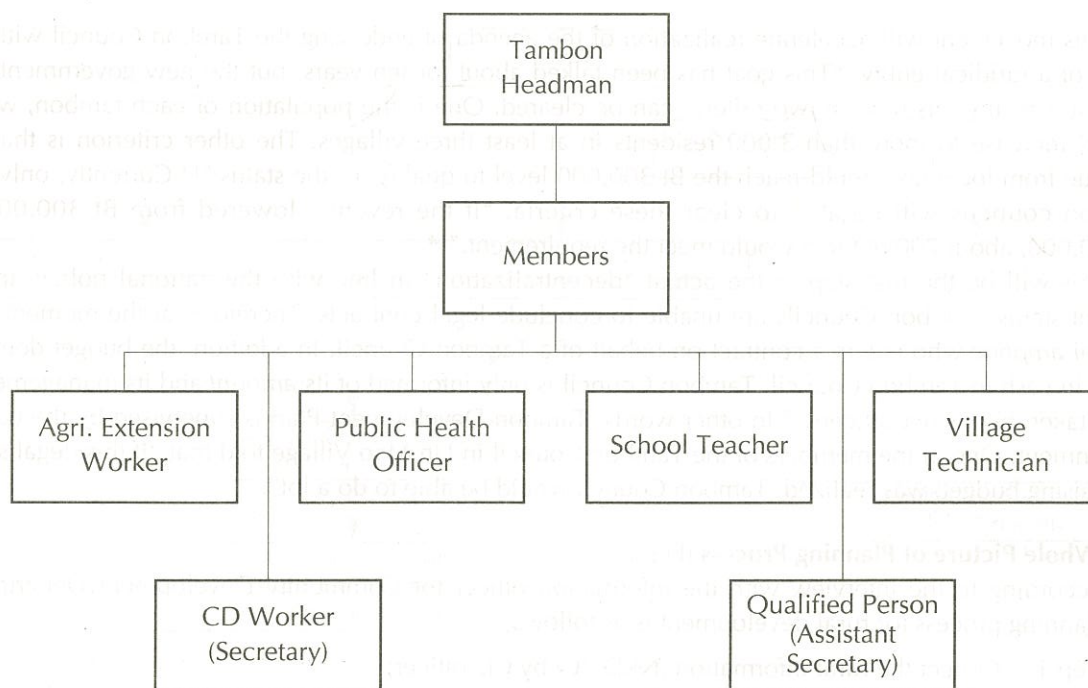 Tambon
Headman
Members
Agri. Extension
Worker
Public Health
Officer
School Teacher
Village
Technician
CD Worker
(Secretary)
Qualified Person
(Assistant
Secretary)